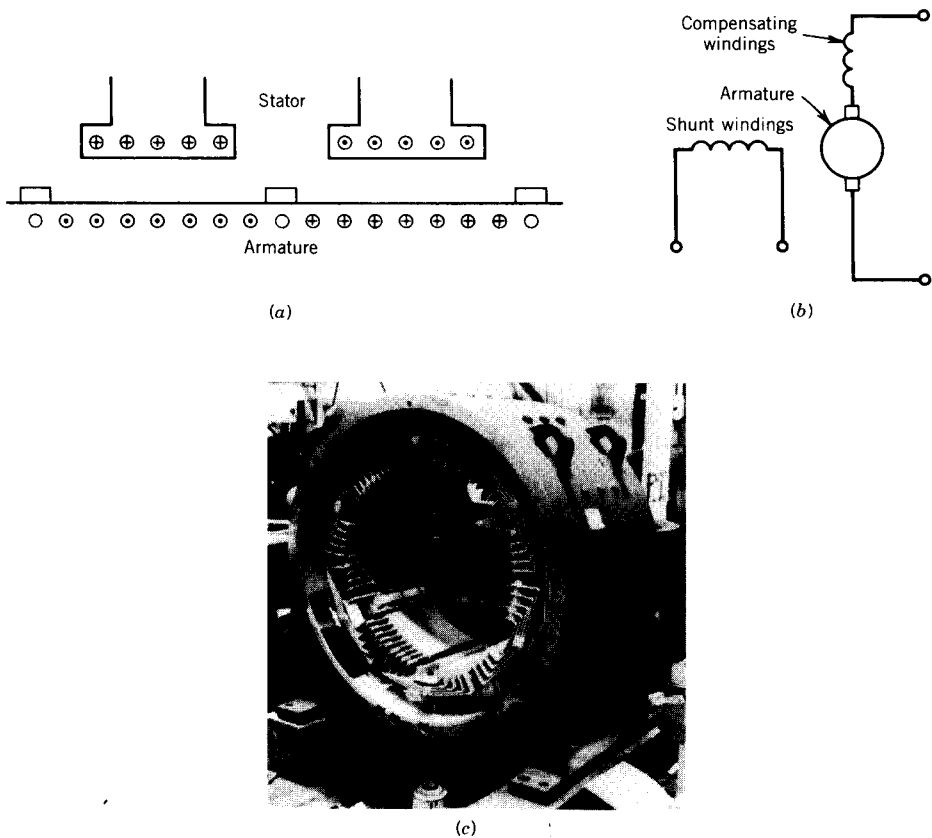 Compensating
windings
Stator
Armature
Shunt windings
Armature
(a)
(b)
(c)